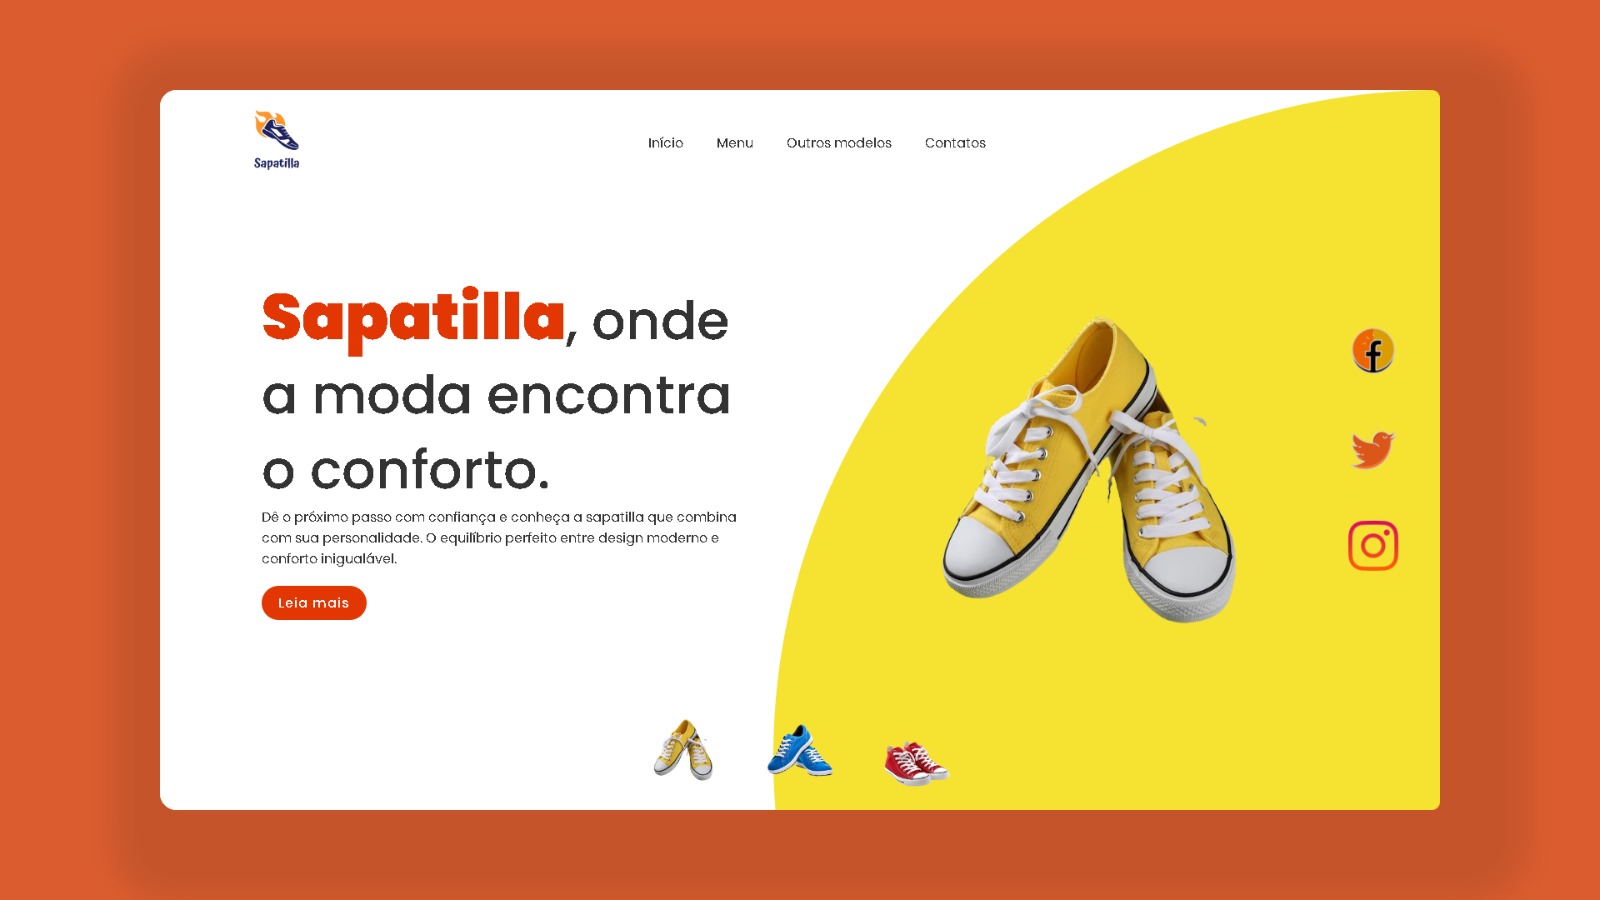 Sapatilla
Início Menu Outros modelos Contatos
Sapatilla, onde
a moda encontra
o conforto.
Dê o próximo passo com confiança e conheça a sapatilla que combina
com sua personalidade. O equilíbrio perfeito entre design moderno e
conforto inigualável.
Leia mais